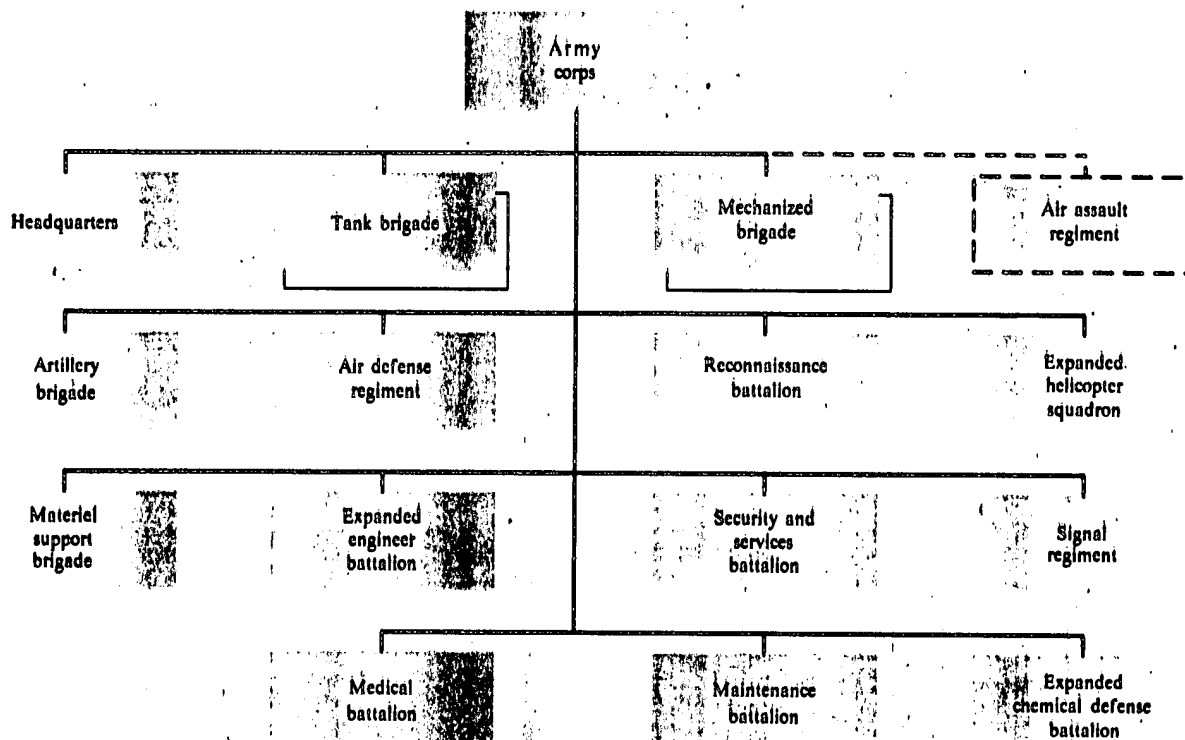 Army
corps
Headquarters
Tank brigade
Mechanized
brigade
Air assault
regiment
Artillery
brigade
Air defense
regiment
Reconnaissance
battalion
Expanded
helicopter
squadron
Materiel
support
brigade
Expanded
engineer
battalion
Security and
services
battalion
Signal
regiment
Medical
battalion
Maintenance
battalion
Expanded
chemical defense
battalion